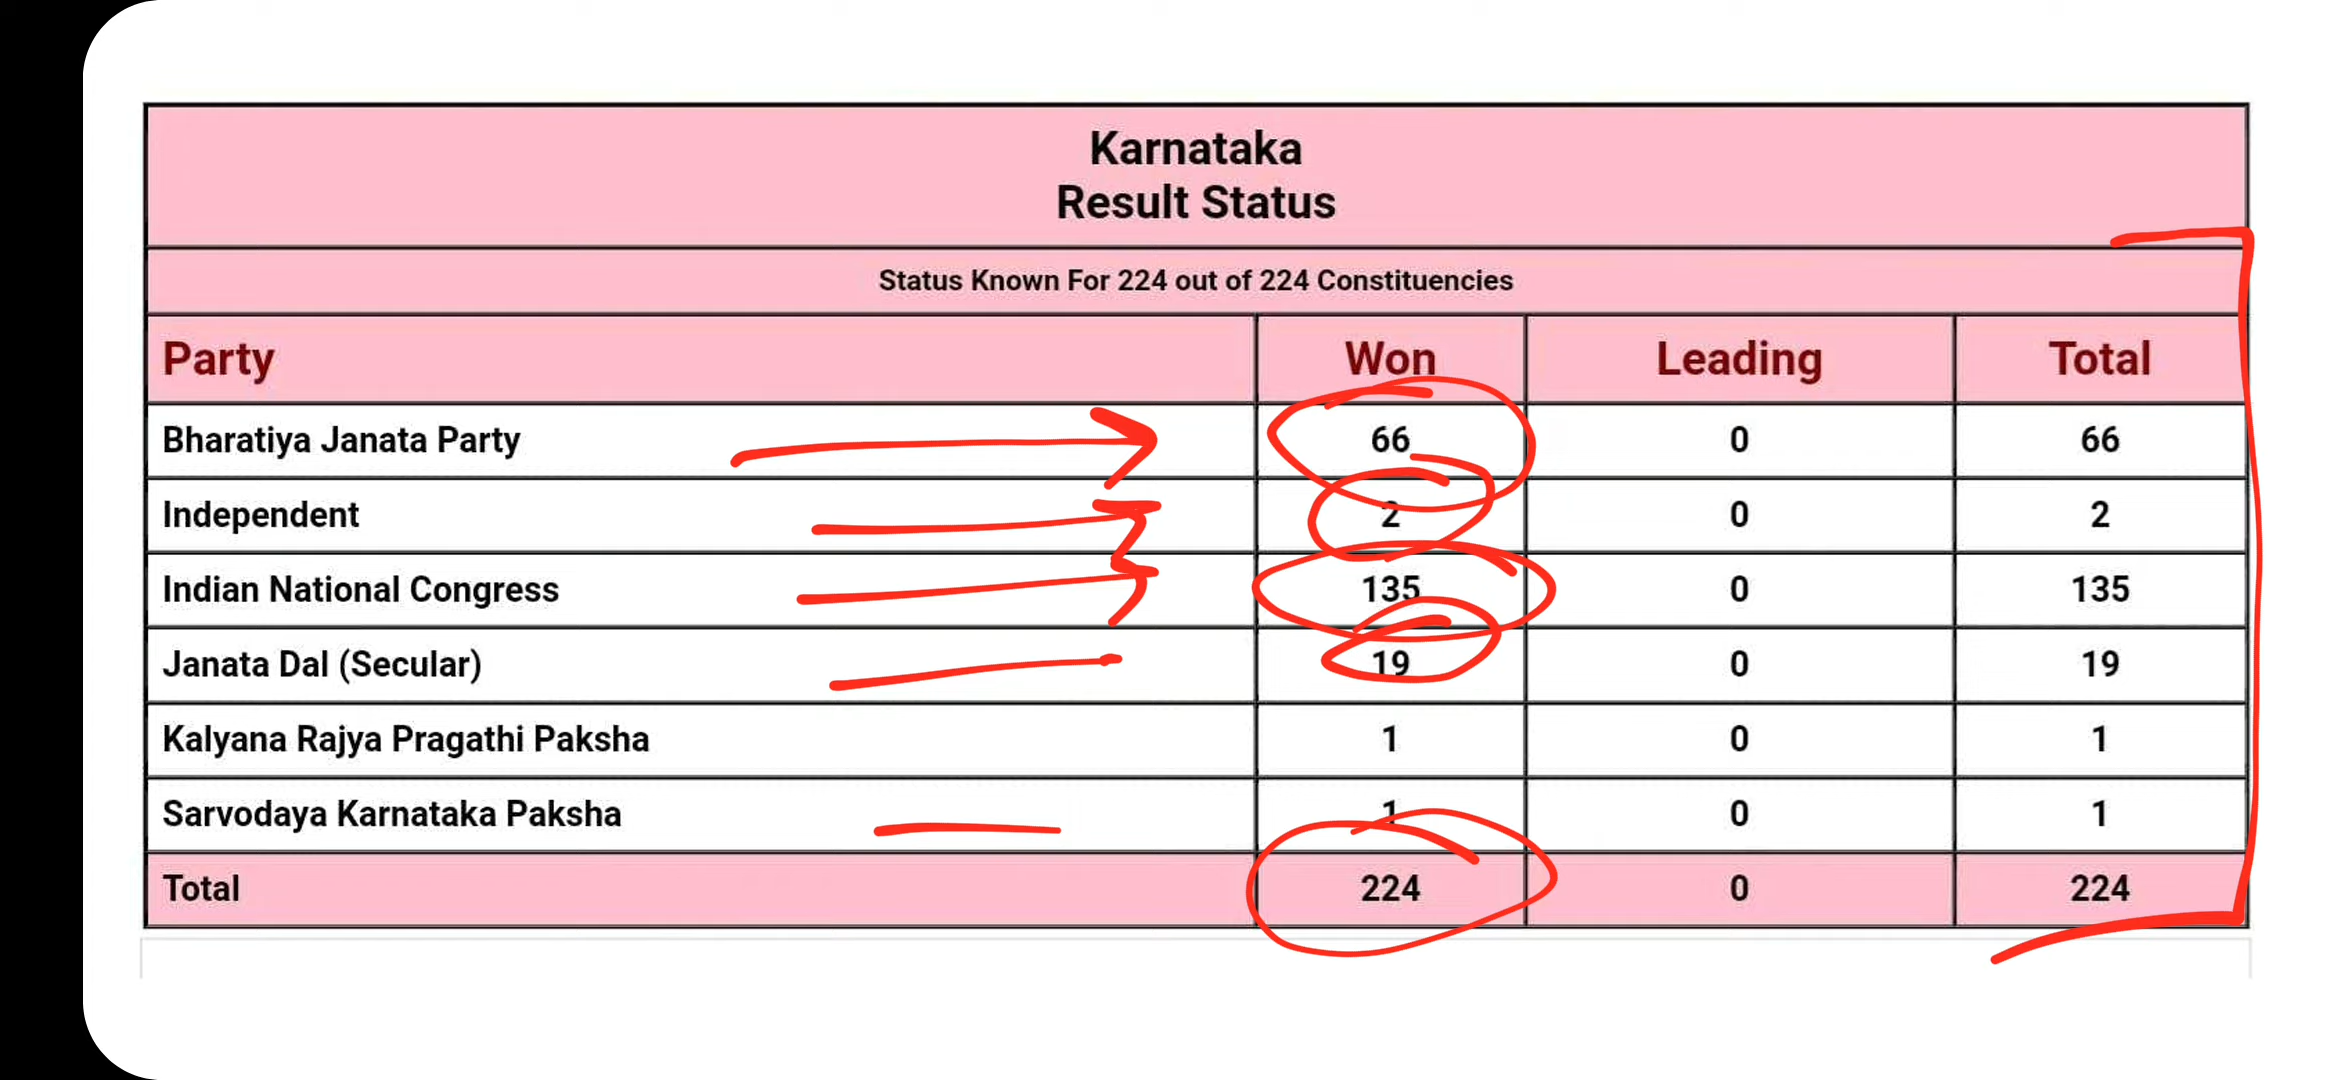 Karnataka
Result Status
Status Known For 224 out of 224 Constituencies
Party Won Leading Total
Bharatiya Janata Party 66 0 66
Independent 2 0 2
Indian National Congress 135 0 135
Janata Dal (Secular) 19 0 19
Kalyana Rajya Pragathi Paksha 1 0 1
Sarvodaya Karnataka Paksha 1 0 1
Total 224 0 224